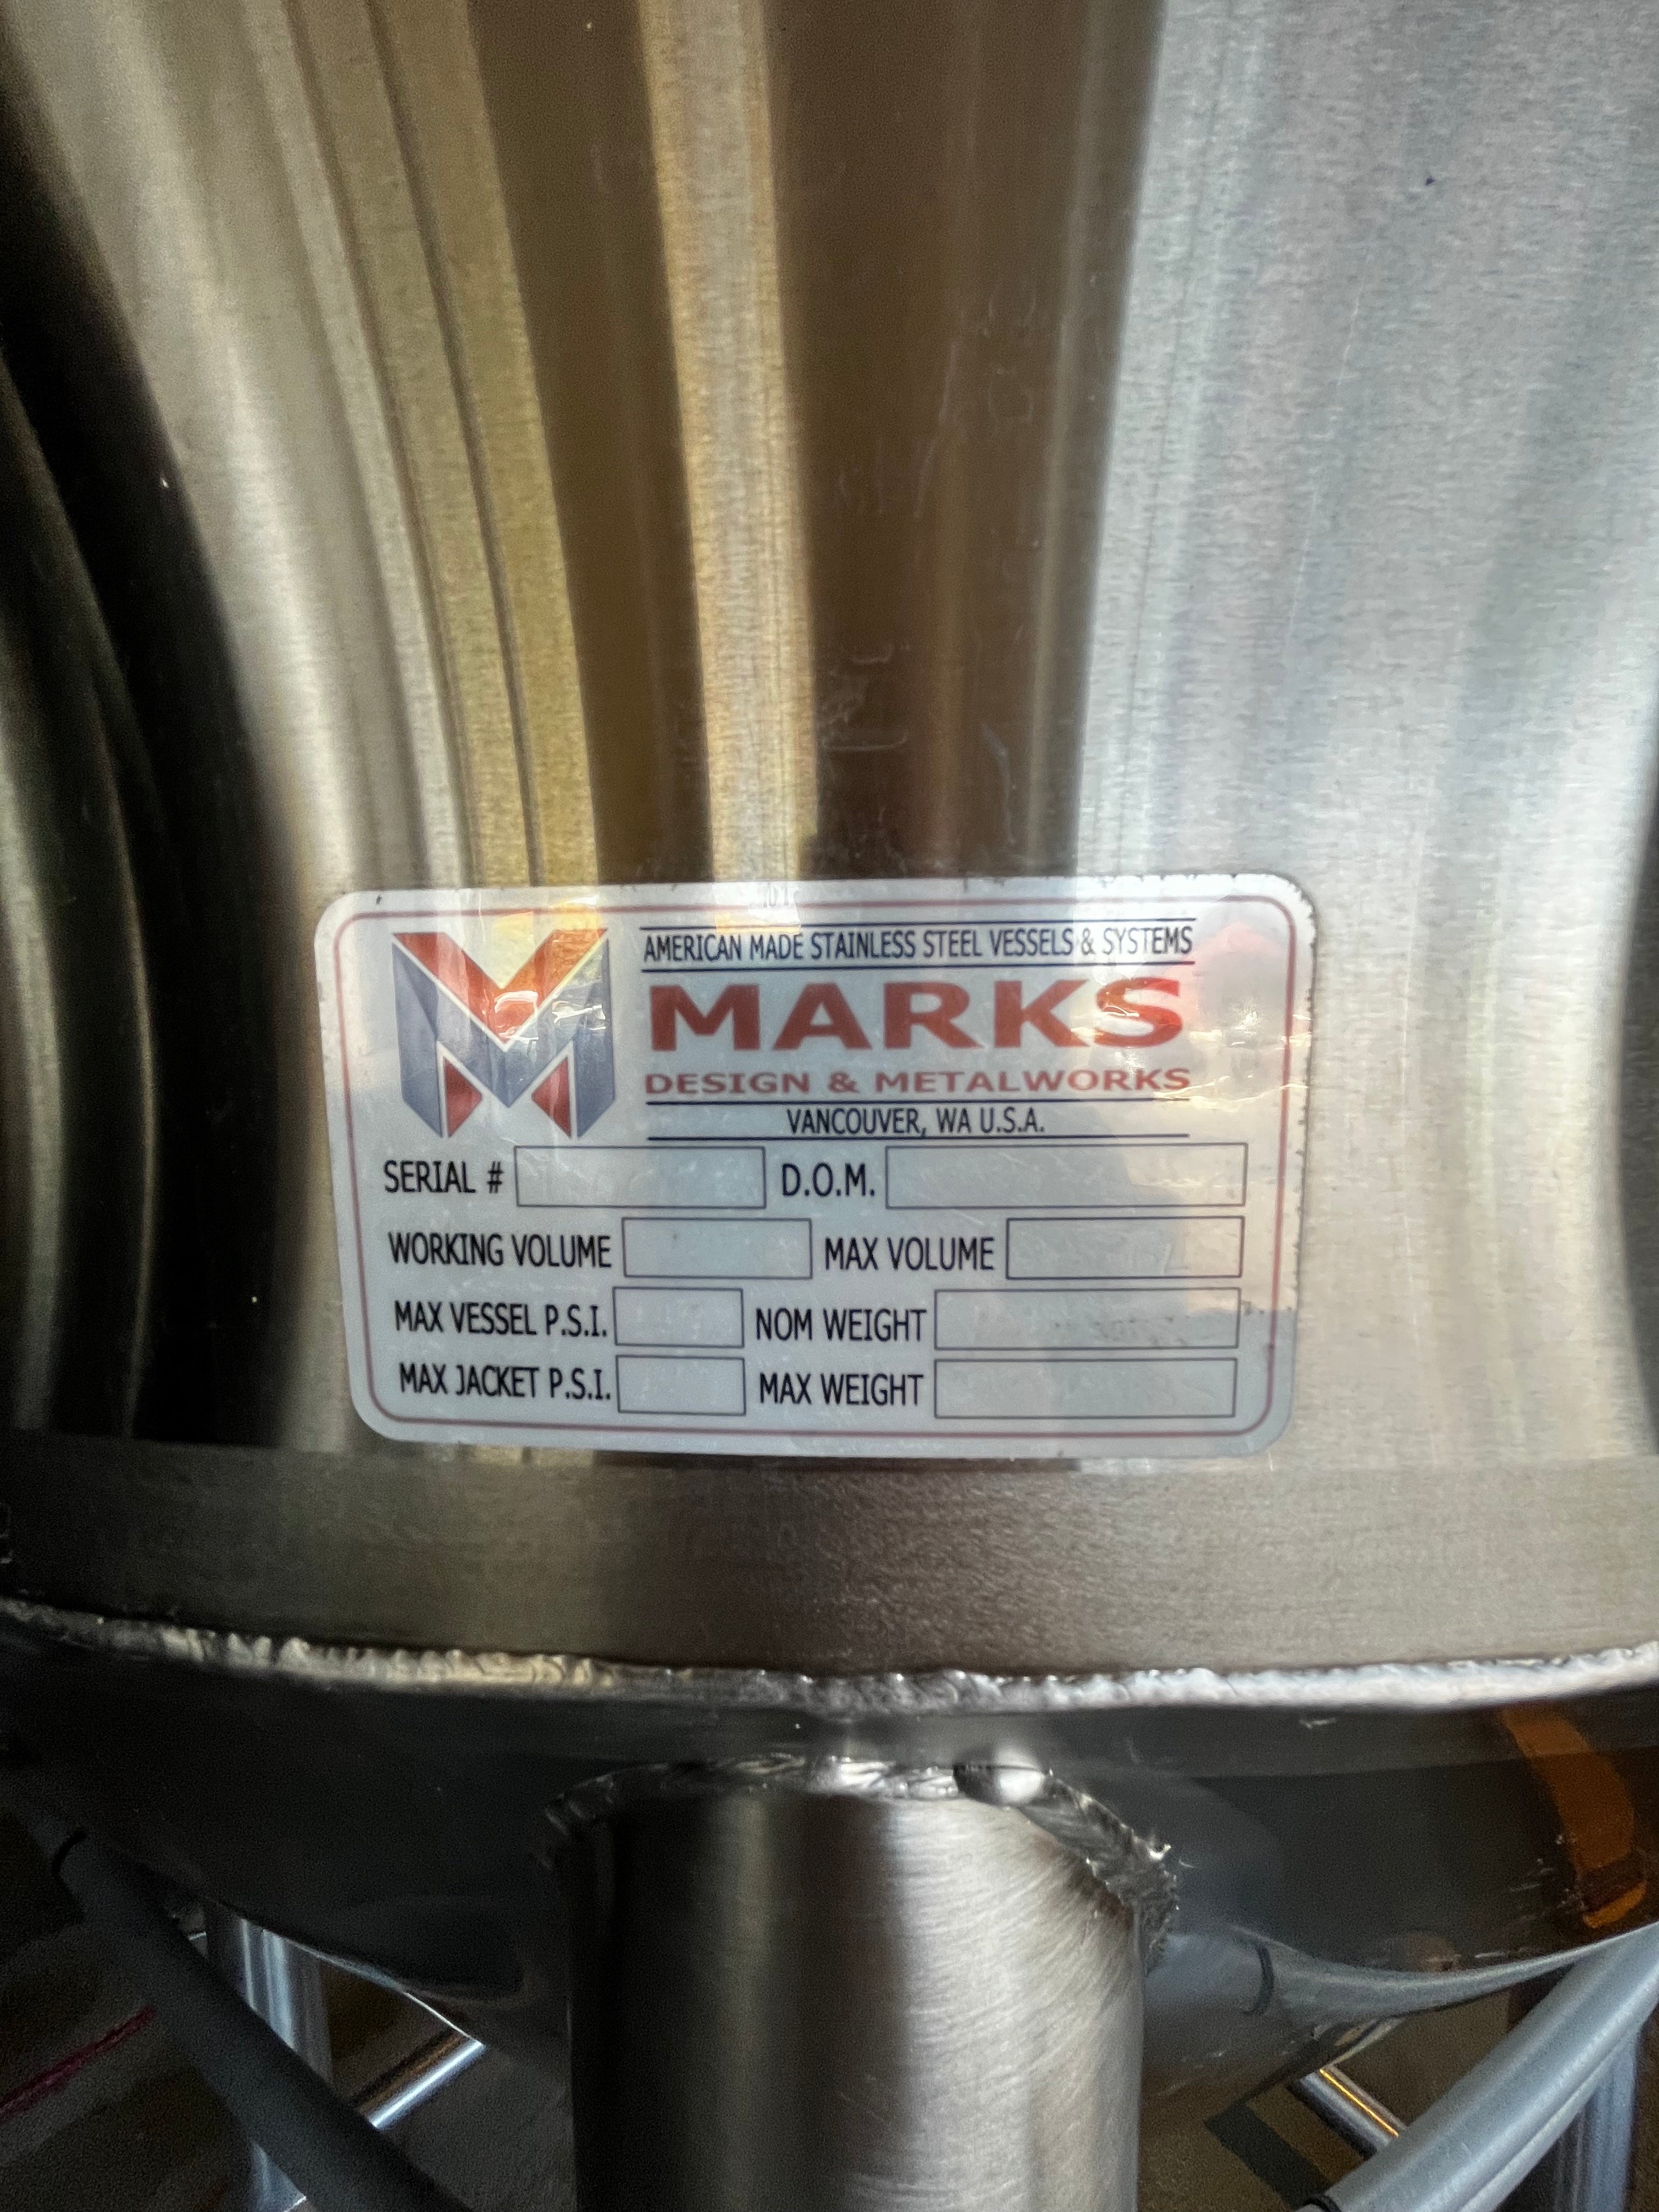 AMERICAN MADE STAINLESS STEEL VESSELS & SYSTEMS
MARKS
DESIGN & METALWORKS
VANCOUVER, WA U.S.A.
SERIAL # D.O.M.
WORKING VOLUME MAX VOLUME
MAX VESSEL P.S.I. NOM WEIGHT
MAX JACKET P.S.I. MAX WEIGHT